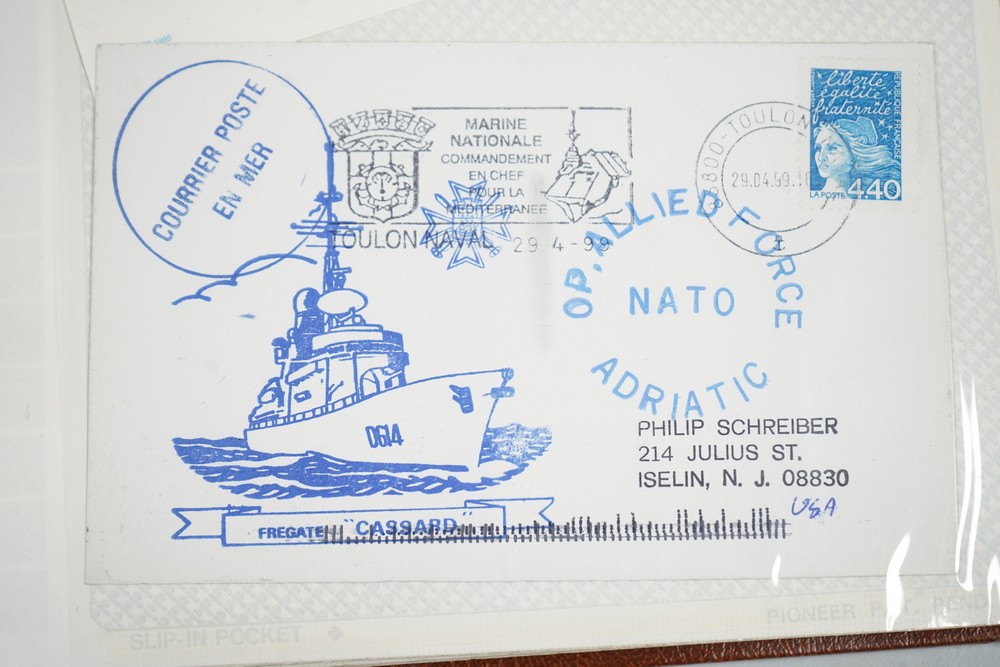 COURRIER POSTE
EN MER
MARINE
NATIONALE
COMMANDEMENT
EN CHEF
POUR LA
MEDITERRANEE
TOULON NAVAL 29 4 - 99
TOULON
29.04.99
liberté
égalité
fraternité
RÉPUBLIQUE FRANÇAISE
LA POSTE 4,40
OP. ALLIED FORCE
NATO
ADRIATIC
D614
PHILIP SCHREIBER
214 JULIUS ST.
ISELIN, N. J. 08830
USA
FREGATE "CASSARD"
SLIP-IN POCKET
PIONEER